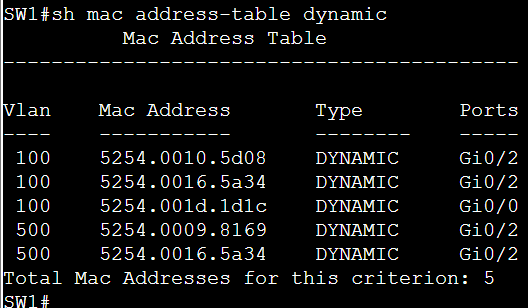 SW1#sh mac address-table dynamic
          Mac Address Table
-------------------------------------------

Vlan    Mac Address       Type        Ports
----    -----------       --------    -----
 100    5254.0010.5d08    DYNAMIC     Gi0/2
 100    5254.0016.5a34    DYNAMIC     Gi0/2
 100    5254.001d.1d1c    DYNAMIC     Gi0/0
 500    5254.0009.8169    DYNAMIC     Gi0/2
 500    5254.0016.5a34    DYNAMIC     Gi0/2
Total Mac Addresses for this criterion: 5
SW1#